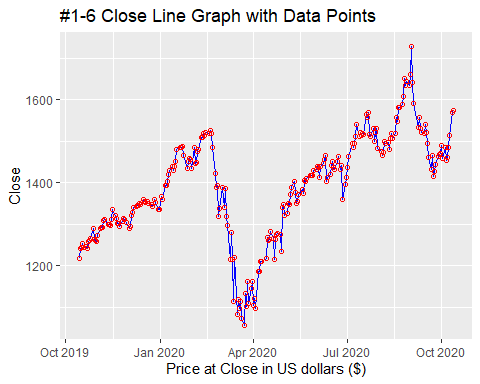 #1-6 Close Line Graph with Data Points
Close
1600
1400
1200
Oct 2019 Jan 2020 Apr 2020 Jul 2020 Oct 2020
Price at Close in US dollars ($)